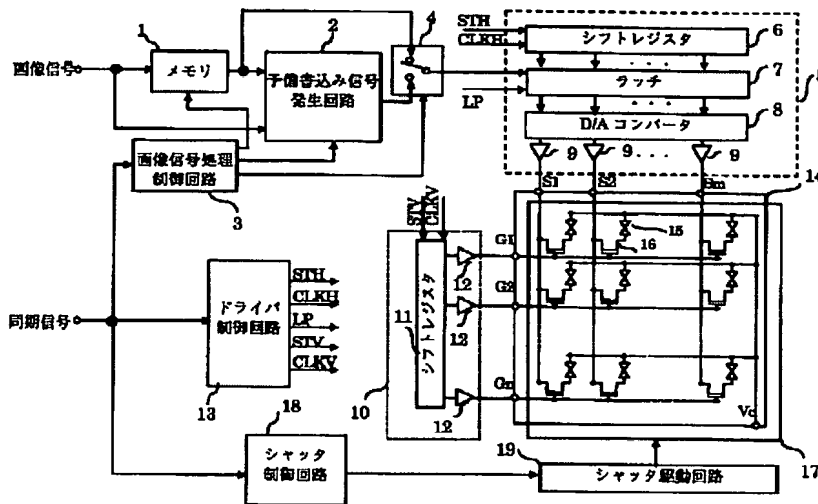 STH
CLKH
シフトレジスタ
6
1
2
4
画像信号
メモリ
予備書込み信号
発生回路
ラッチ
7
5
LP
D/A コンバータ
8
9
9
9
画像信号処理
制御回路
3
S1
S2
Sm
14
STV
CLKV
G1
15
16
12
同期信号
ドライバ
制御回路
STH
CLKH
LP
STV
CLKV
シフトレジスタ
11
G2
12
13
10
Gn
12
Vc
18
シャッタ
制御回路
19
シャッタ駆動回路
17